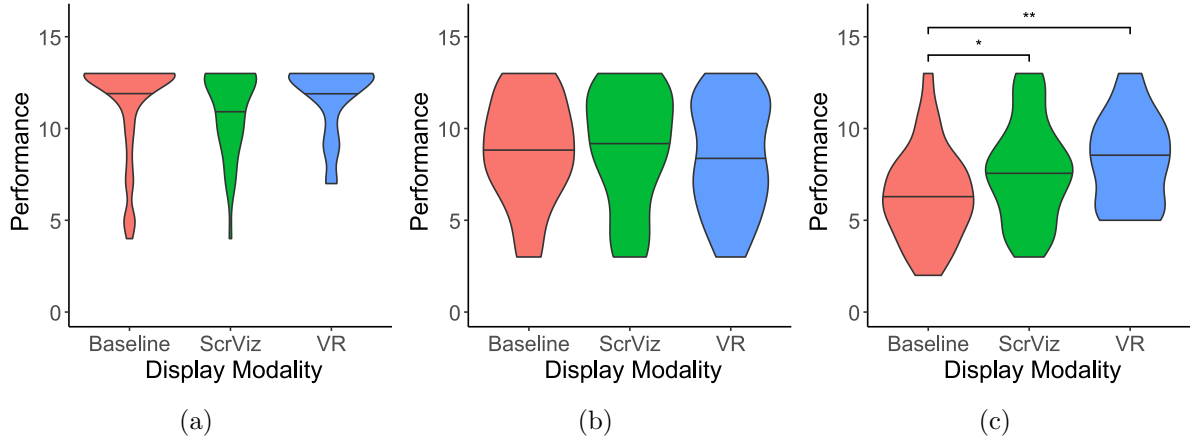 Performance
15
10
5
0
Baseline ScrViz VR
Display Modality
(a)
Performance
15
10
5
0
Baseline ScrViz VR
Display Modality
(b)
Performance
15
10
5
0
**
*
Baseline ScrViz VR
Display Modality
(c)